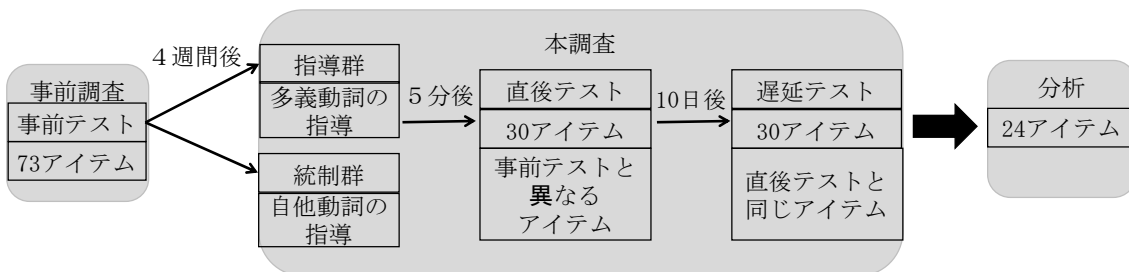 事前調査
事前テスト
73アイテム
４週間後
本調査
指導群
多義動詞の
指導
統制群
自他動詞の
指導
５分後
直後テスト
30アイテム
事前テストと
異なる
アイテム
10日後
遅延テスト
30アイテム
直後テストと
同じアイテム
分析
24アイテム